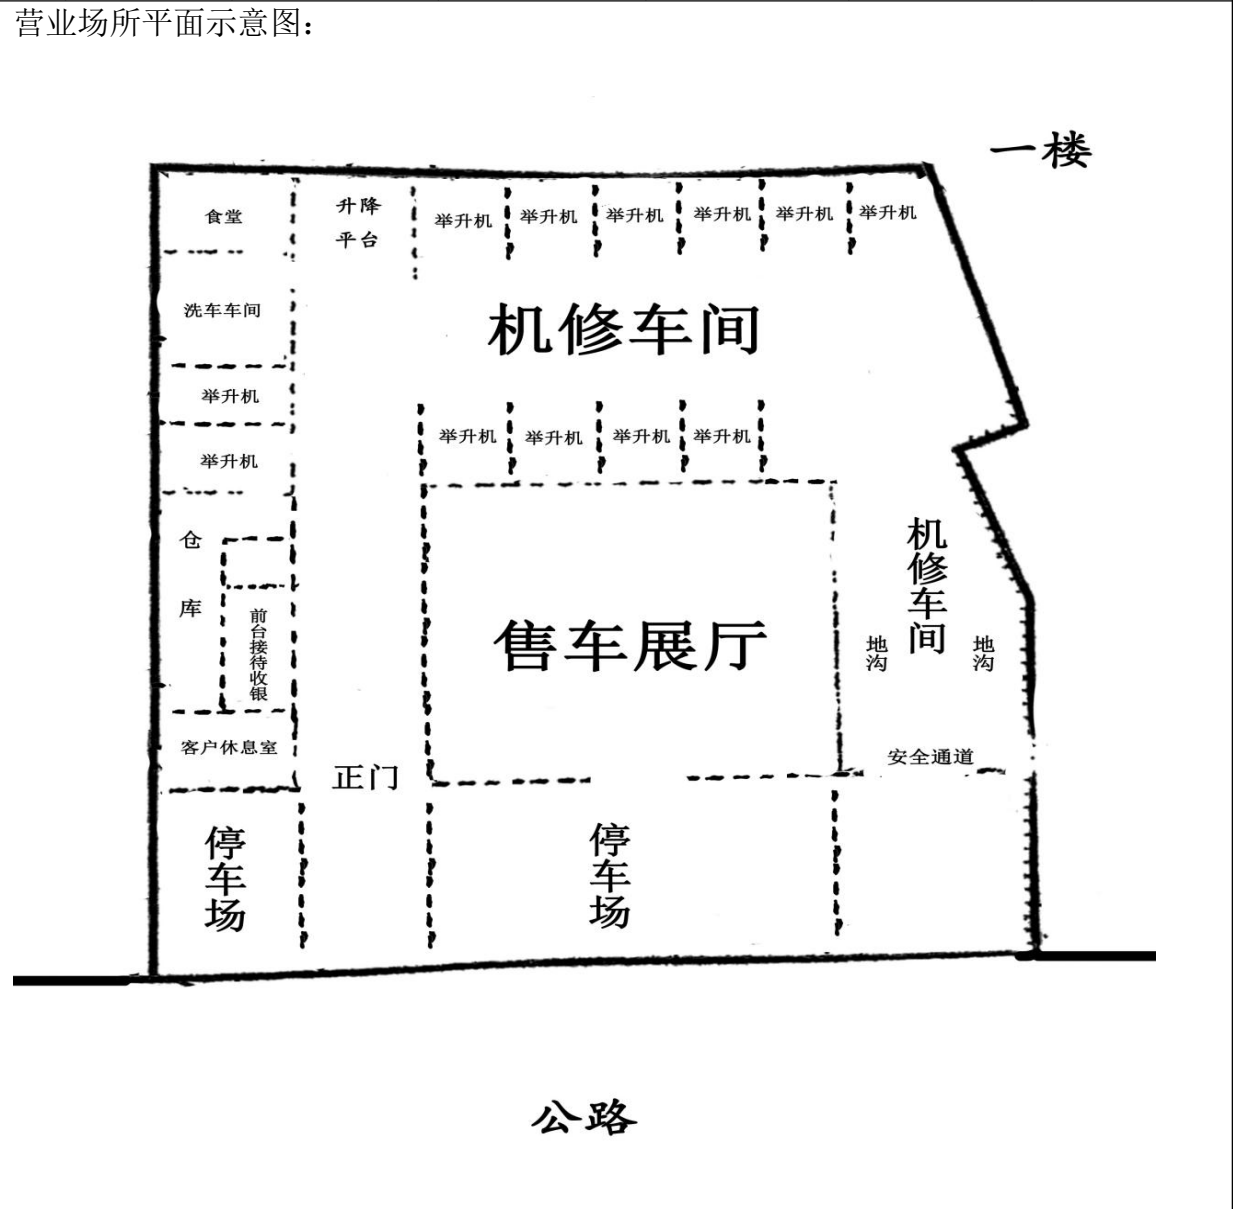 营业场所平面示意图：
一楼
食堂
升降
平台
举升机
举升机
举升机
举升机
举升机
举升机
洗车车间
机修车间
举升机
举升机
举升机
举升机
举升机
举升机
仓库
前台接待收银
售车展厅
机修车间
地沟
地沟
客户休息室
正门
安全通道
停车场
停车场
公路